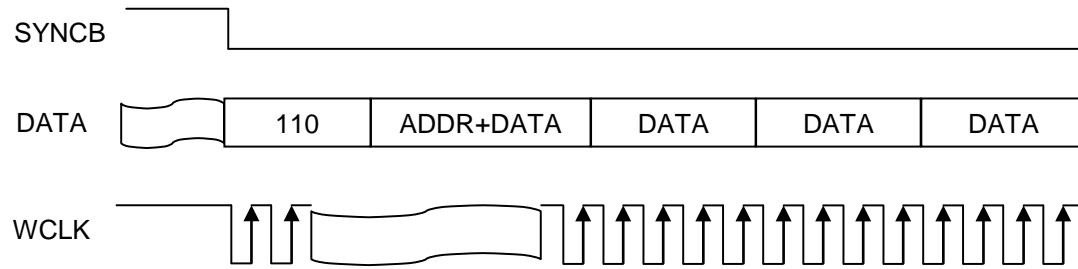 SYNCB
DATA 110 ADDR+DATA DATA DATA DATA
WCLK